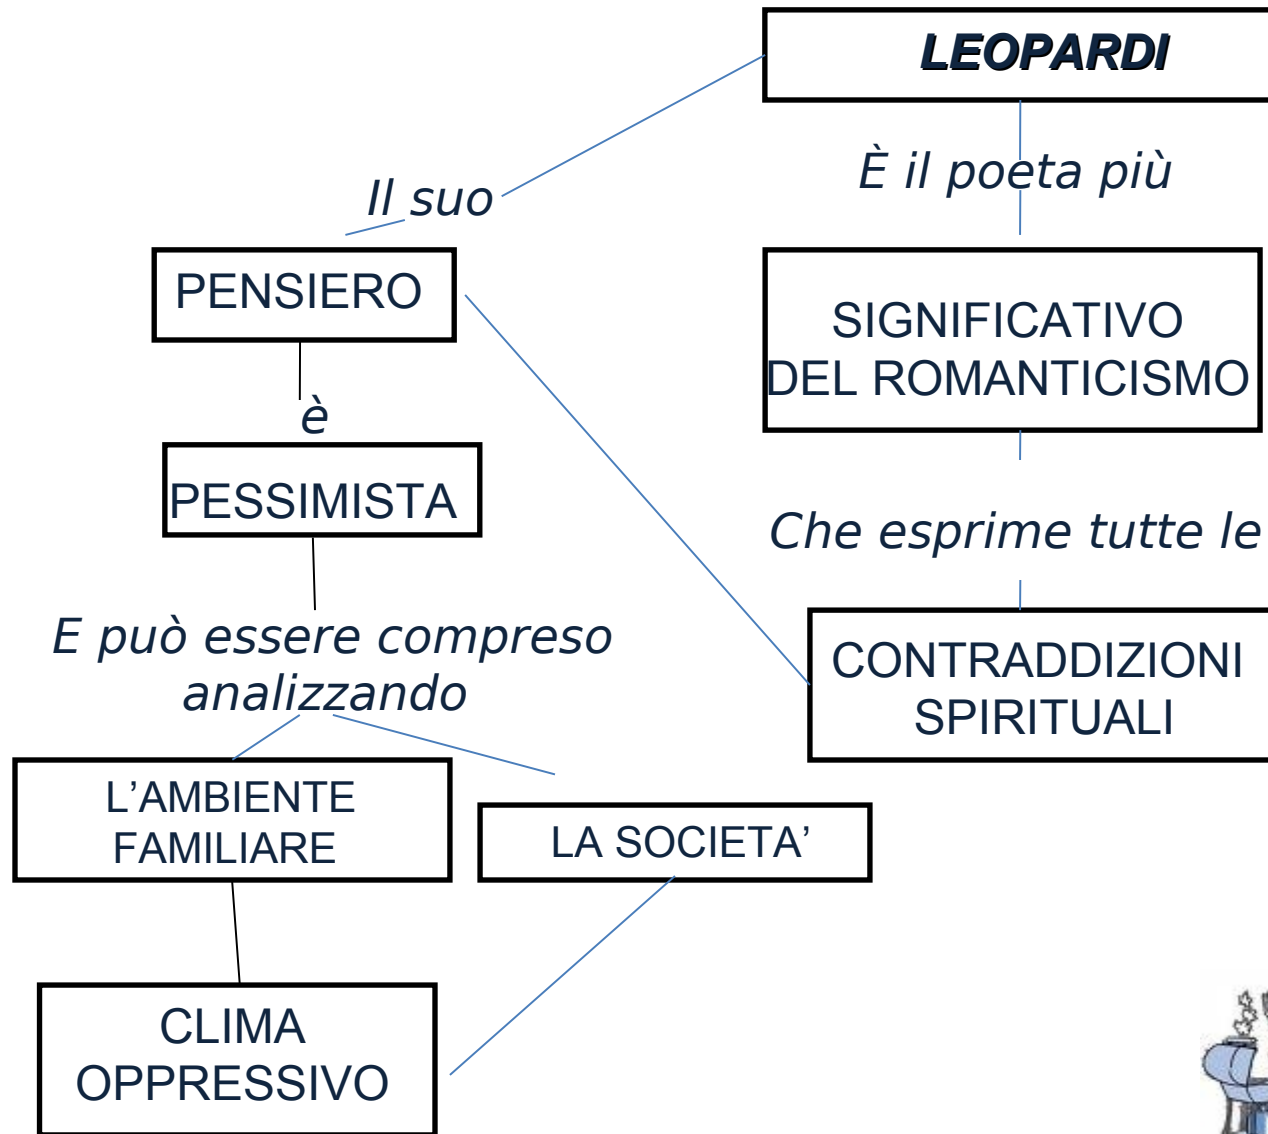 LEOPARDI
È il poeta più
Il suo
PENSIERO
SIGNIFICATIVO
DEL ROMANTICISMO
è
PESSIMISTA
Che esprime tutte le
E può essere compreso
analizzando
CONTRADDIZIONI
SPIRITUALI
L’AMBIENTE
FAMILIARE
LA SOCIETA’
CLIMA
OPPRESSIVO